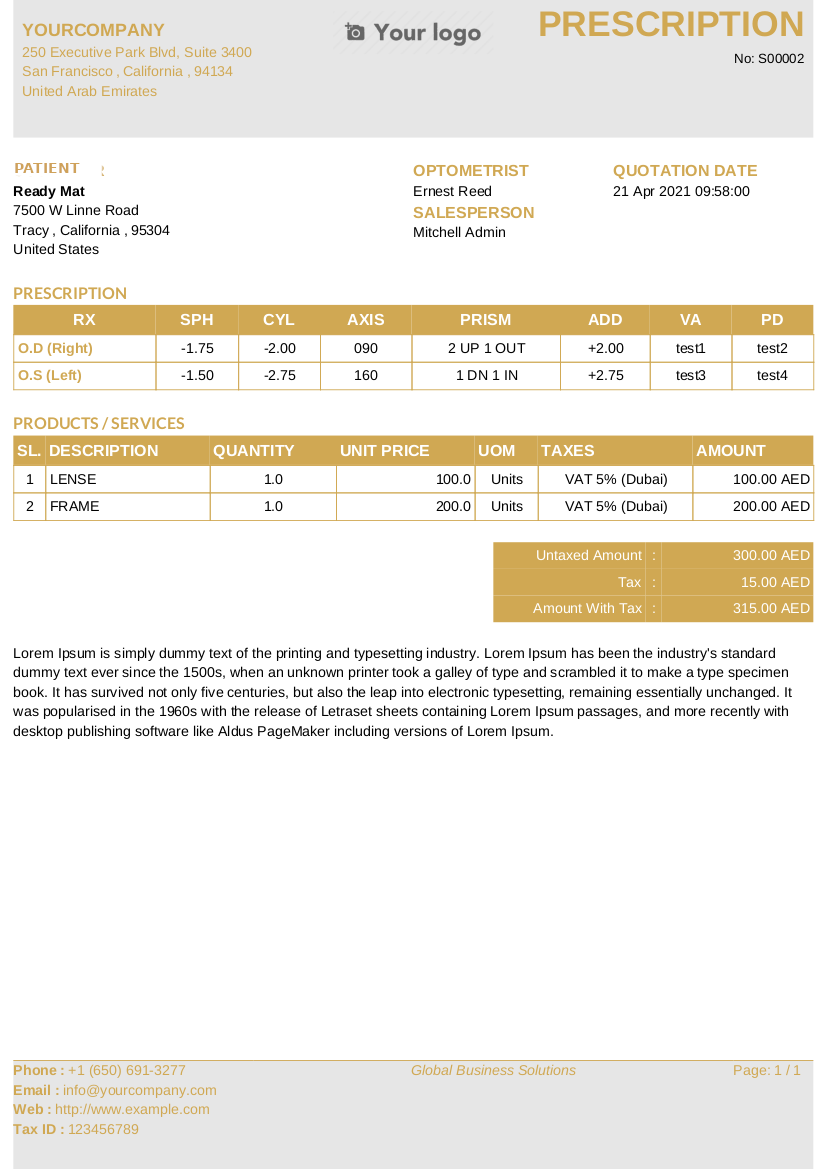 YOURCOMPANY
250 Executive Park Blvd, Suite 3400
San Francisco , California , 94134
United Arab Emirates
Your logo
PRESCRIPTION
No: S00002
PATIENT
Ready Mat
7500 W Linne Road
Tracy , California , 95304
United States
OPTOMETRIST
Ernest Reed
SALESPERSON
Mitchell Admin
QUOTATION DATE
21 Apr 2021 09:58:00
PRESCRIPTION
RX SPH CYL AXIS PRISM ADD VA PD
O.D (Right) -1.75 -2.00 090 2 UP 1 OUT +2.00 test1 test2
O.S (Left) -1.50 -2.75 160 1 DN 1 IN +2.75 test3 test4
PRODUCTS / SERVICES
SL. DESCRIPTION QUANTITY UNIT PRICE UOM TAXES AMOUNT
1 LENSE 1.0 100.0 Units VAT 5% (Dubai) 100.00 AED
2 FRAME 1.0 200.0 Units VAT 5% (Dubai) 200.00 AED
Untaxed Amount : 300.00 AED
Tax : 15.00 AED
Amount With Tax : 315.00 AED
Lorem Ipsum is simply dummy text of the printing and typesetting industry. Lorem Ipsum has been the industry's standard
dummy text ever since the 1500s, when an unknown printer took a galley of type and scrambled it to make a type specimen
book. It has survived not only five centuries, but also the leap into electronic typesetting, remaining essentially unchanged. It
was popularised in the 1960s with the release of Letraset sheets containing Lorem Ipsum passages, and more recently with
desktop publishing software like Aldus PageMaker including versions of Lorem Ipsum.
Phone : +1 (650) 691-3277
Email : info@yourcompany.com
Web : http://www.example.com
Tax ID : 123456789
Global Business Solutions
Page: 1 / 1